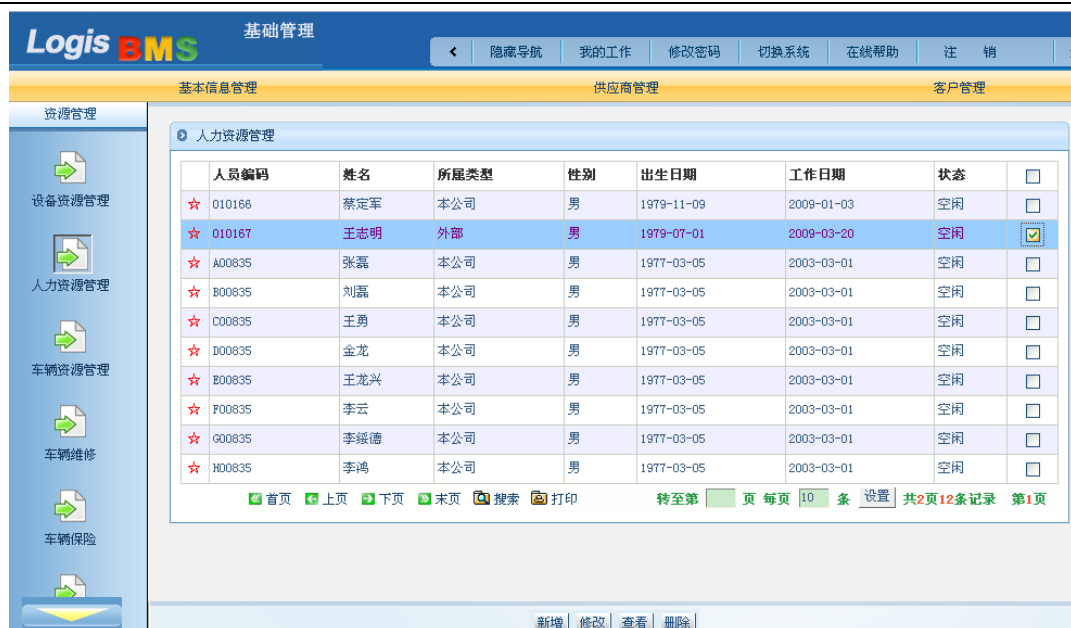 Logis BMS
基础管理
隐藏导航 我的工作 修改密码 切换系统 在线帮助 注 销
基本信息管理 供应商管理 客户管理
资源管理
设备资源管理
人力资源管理
车辆资源管理
车辆维修
车辆保险
人力资源管理
人员编码 姓名 所属类型 性别 出生日期 工作日期 状态
010166 蔡定军 本公司 男 1979-11-09 2009-01-03 空闲
010167 王志明 外部 男 1979-07-01 2009-03-20 空闲
A00835 张磊 本公司 男 1977-03-05 2003-03-01 空闲
B00835 刘磊 本公司 男 1977-03-05 2003-03-01 空闲
C00835 王勇 本公司 男 1977-03-05 2003-03-01 空闲
D00835 金龙 本公司 男 1977-03-05 2003-03-01 空闲
E00835 王龙兴 本公司 男 1977-03-05 2003-03-01 空闲
F00835 李云 本公司 男 1977-03-05 2003-03-01 空闲
G00835 李绥德 本公司 男 1977-03-05 2003-03-01 空闲
H00835 李鸿 本公司 男 1977-03-05 2003-03-01 空闲
首页 上页 下页 末页 搜索 打印 转至第 页 每页 10 条 设置 共2页12条记录 第1页
新增 修改 查看 删除